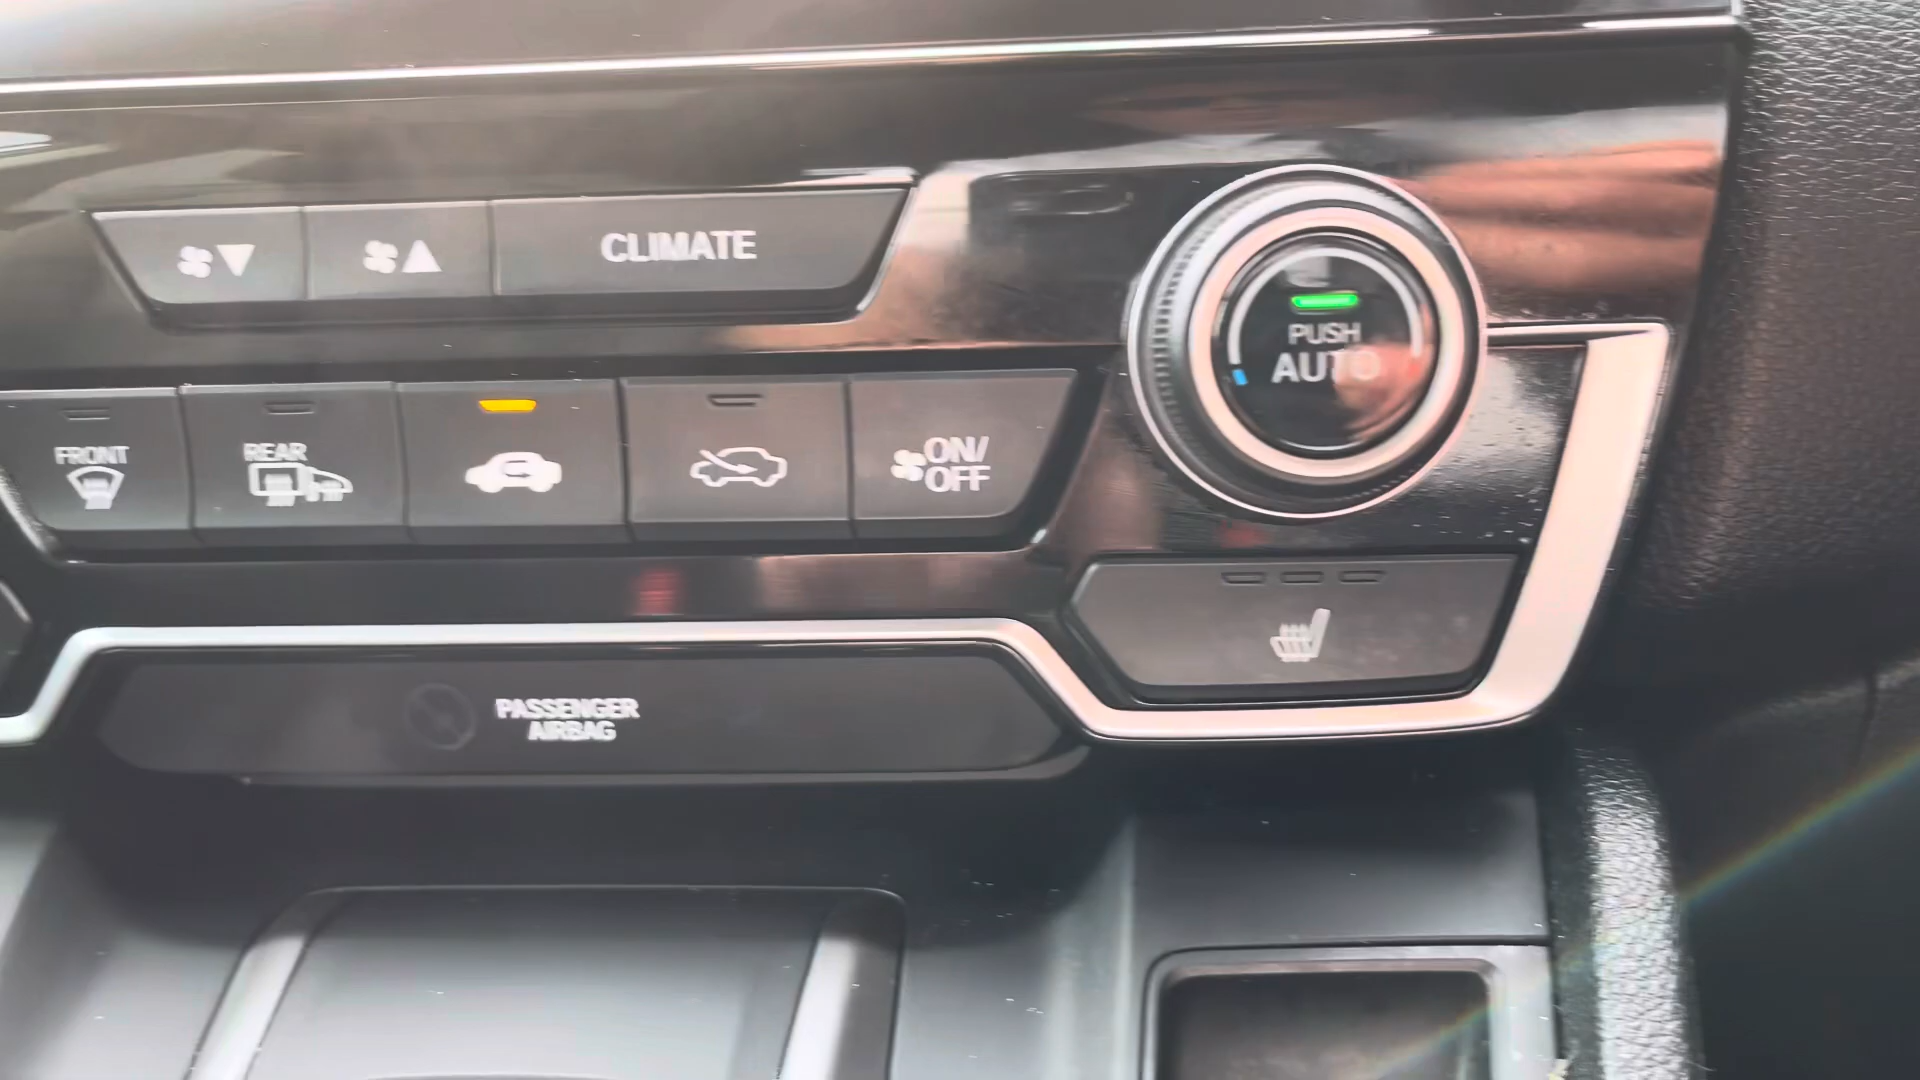 CLIMATE
PUSH
AUTO
FRONT
REAR
ON/
OFF
PASSENGER
AIRBAG